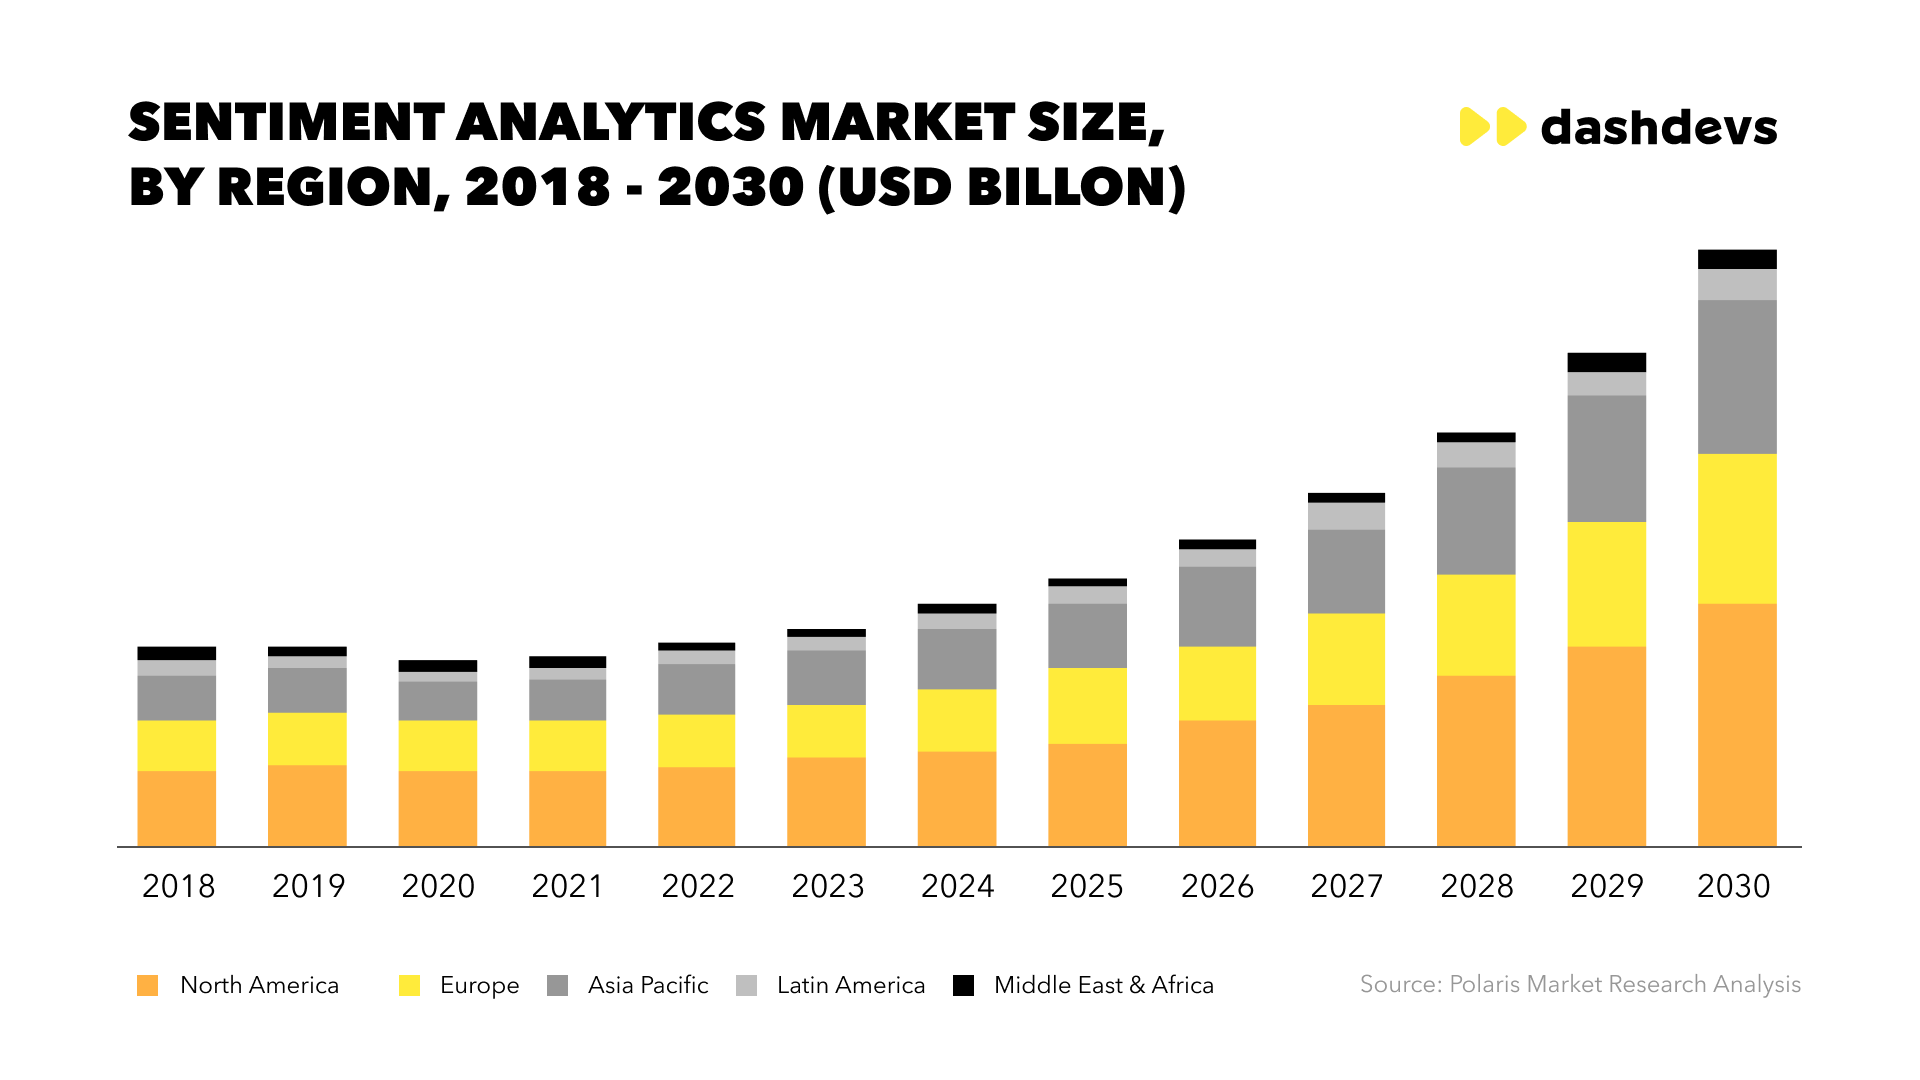 SENTIMENT ANALYTICS MARKET SIZE,
BY REGION, 2018 - 2030 (USD BILLON)
dashdevs
2018 2019 2020 2021 2022 2023 2024 2025 2026 2027 2028 2029 2030
North America Europe Asia Pacific Latin America Middle East & Africa
Source: Polaris Market Research Analysis